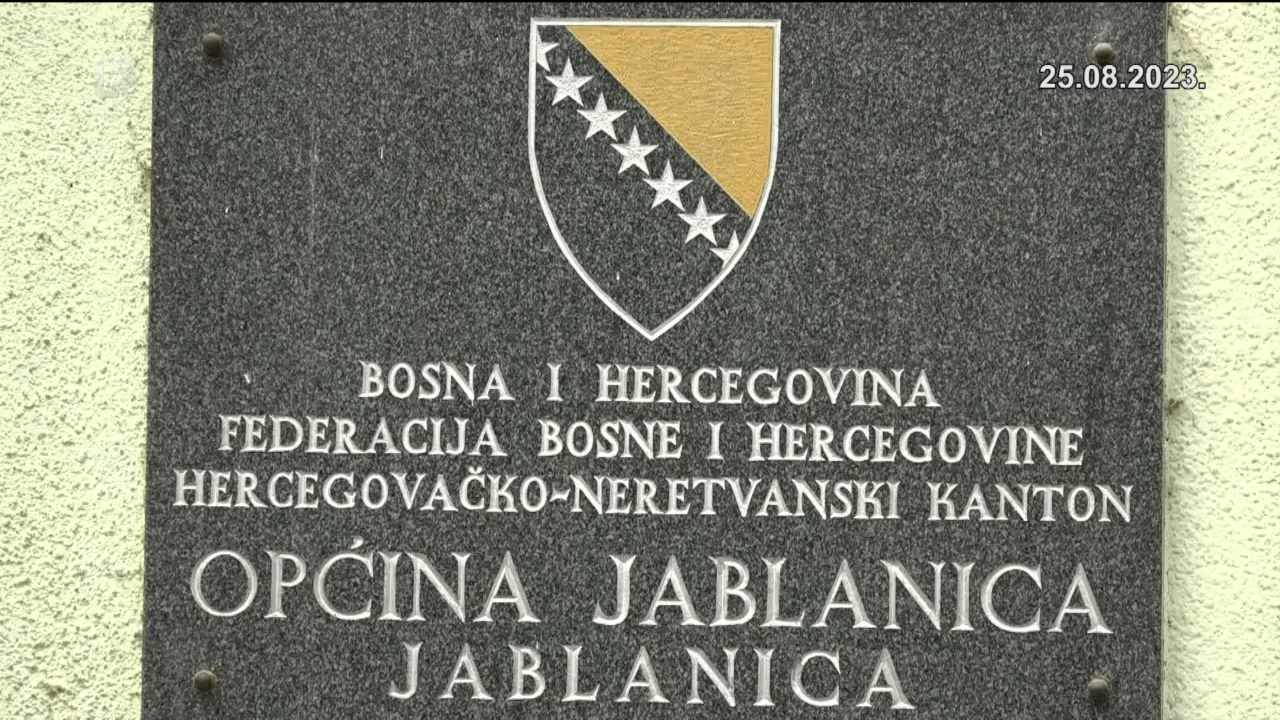 25.08.2023.
BOSNA I HERCEGOVINA
FEDERACIJA BOSNE I HERCEGOVINE
HERCEGOVAČKO-NERETVANSKI KANTON
OPĆINA JABLANICA
JABLANICA